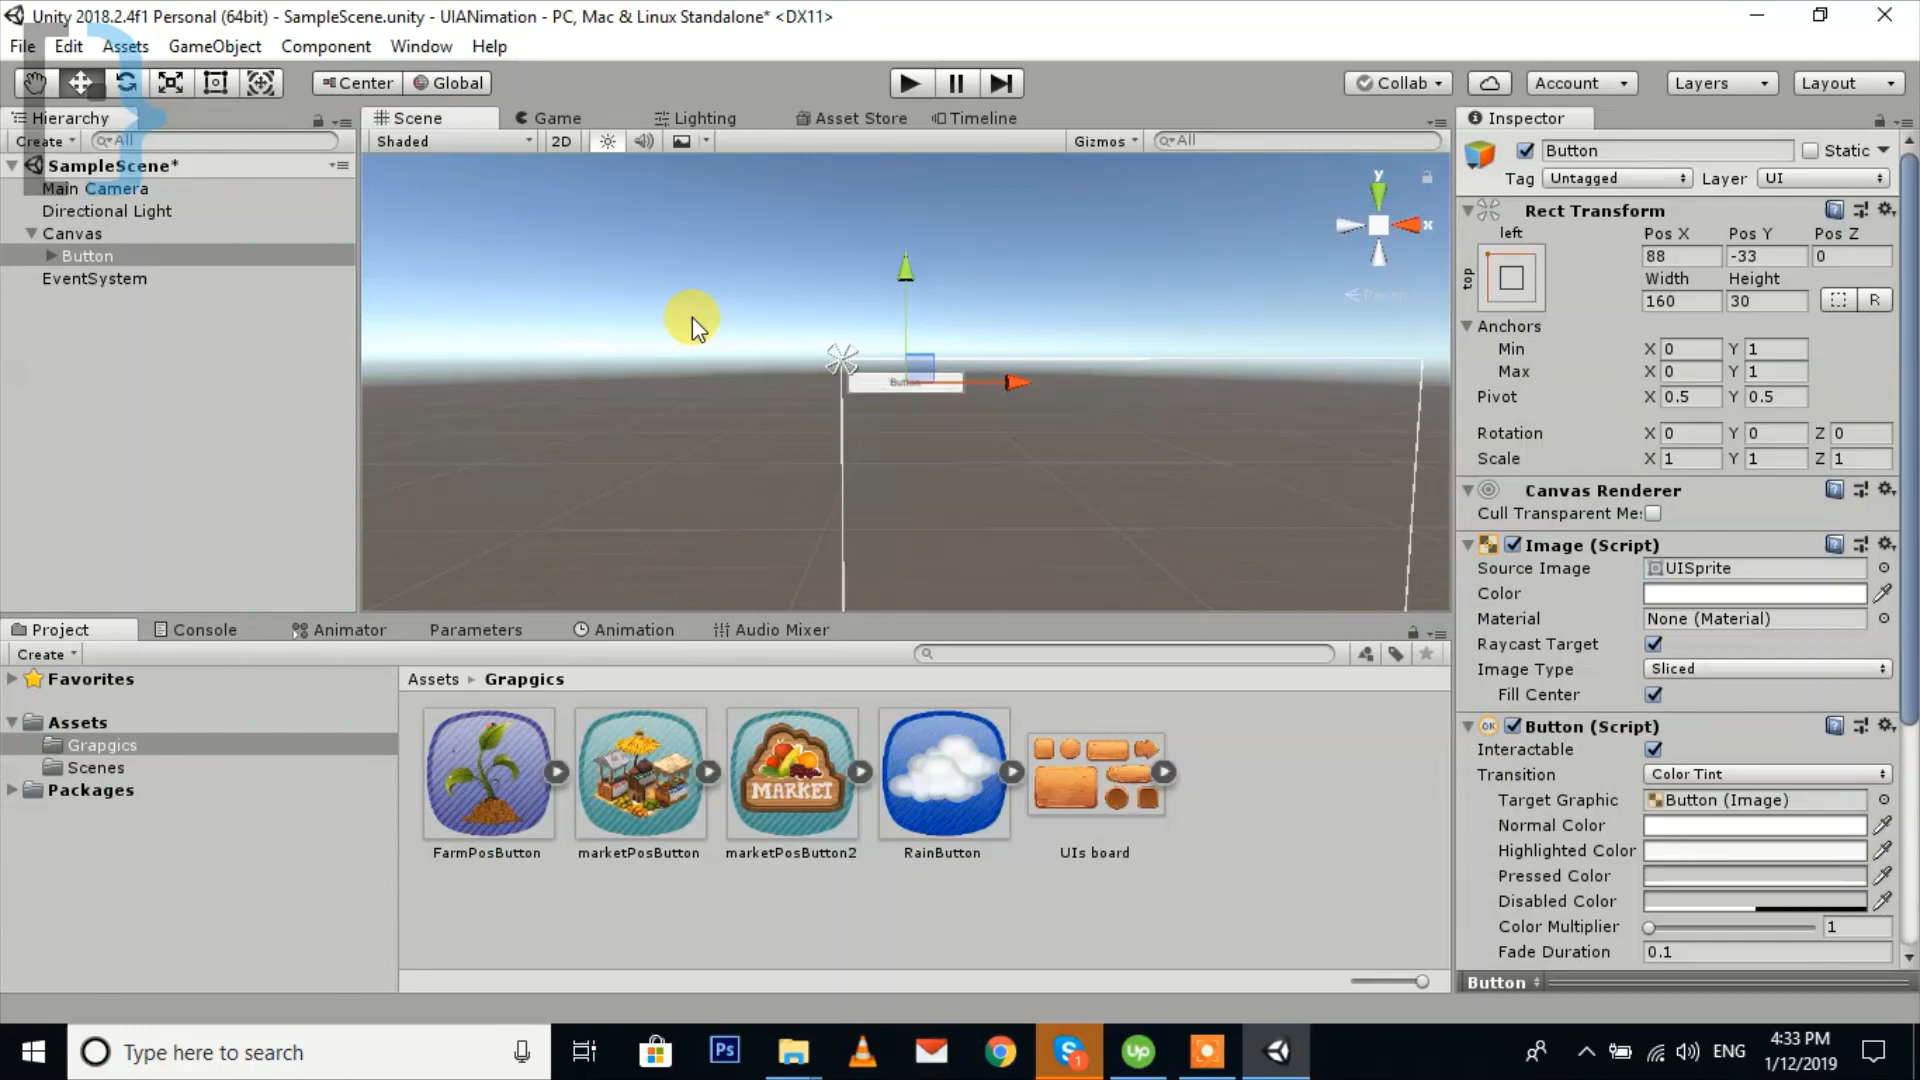 Unity 2018.2.4f1 Personal (64bit) - SampleScene.unity - UIANimation - PC, Mac & Linux Standalone* <DX11>
File Edit Assets GameObject Component Window Help
Center Global Collab Account Layers Layout
Hierarchy
Create All
SampleScene*
Main Camera
Directional Light
Canvas
Button
EventSystem
Scene Game Lighting Asset Store Timeline
Shaded 2D Gizmos All
y
x
Persp
Button
Inspector
Button Static
Tag Untagged Layer UI
Rect Transform
left
top
Pos X Pos Y Pos Z
88 -33 0
Width Height
160 30 R
Anchors
Min X 0 Y 1
Max X 0 Y 1
Pivot X 0.5 Y 0.5
Rotation X 0 Y 0 Z 0
Scale X 1 Y 1 Z 1
Canvas Renderer
Cull Transparent Me:
Image (Script)
Source Image UISprite
Color
Material None (Material)
Raycast Target
Image Type Sliced
Fill Center
OK Button (Script)
Interactable
Transition Color Tint
Target Graphic Button (Image)
Normal Color
Highlighted Color
Pressed Color
Disabled Color
Color Multiplier 1
Fade Duration 0.1
Button
Project Console Animator Parameters Animation Audio Mixer
Create
Favorites
Assets
Grapgics
Scenes
Packages
Assets Grapgics
MARKET
FarmPosButton marketPosButton marketPosButton2 RainButton UIs board
Type here to search
Ps
S 1
Up
ENG
4:33 PM
1/12/2019